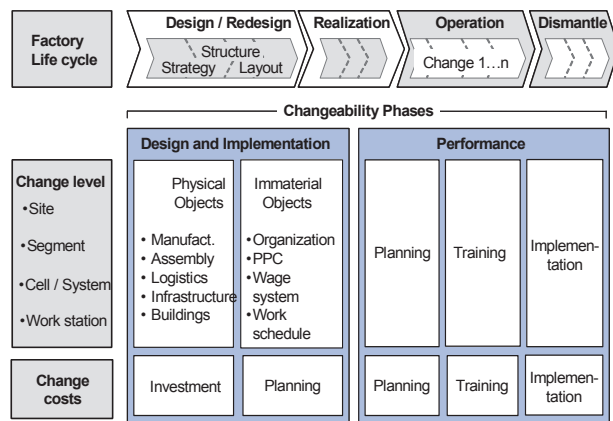 Factory
Life cycle
Design / Redesign
Structure
Strategy Layout
Realization
Operation
Change 1…n
Dismantle
Changeability Phases
Design and Implementation
Performance
Change level
•Site
•Segment
•Cell / System
•Work station
Physical
Objects
• Manufact.
• Assembly
• Logistics
• Infrastructure
• Buildings
Immaterial
Objects
•Organization
•PPC
•Wage
system
•Work
schedule
Planning
Training
Implemen-
tation
Change
costs
Investment
Planning
Planning
Training
Implemen-
tation